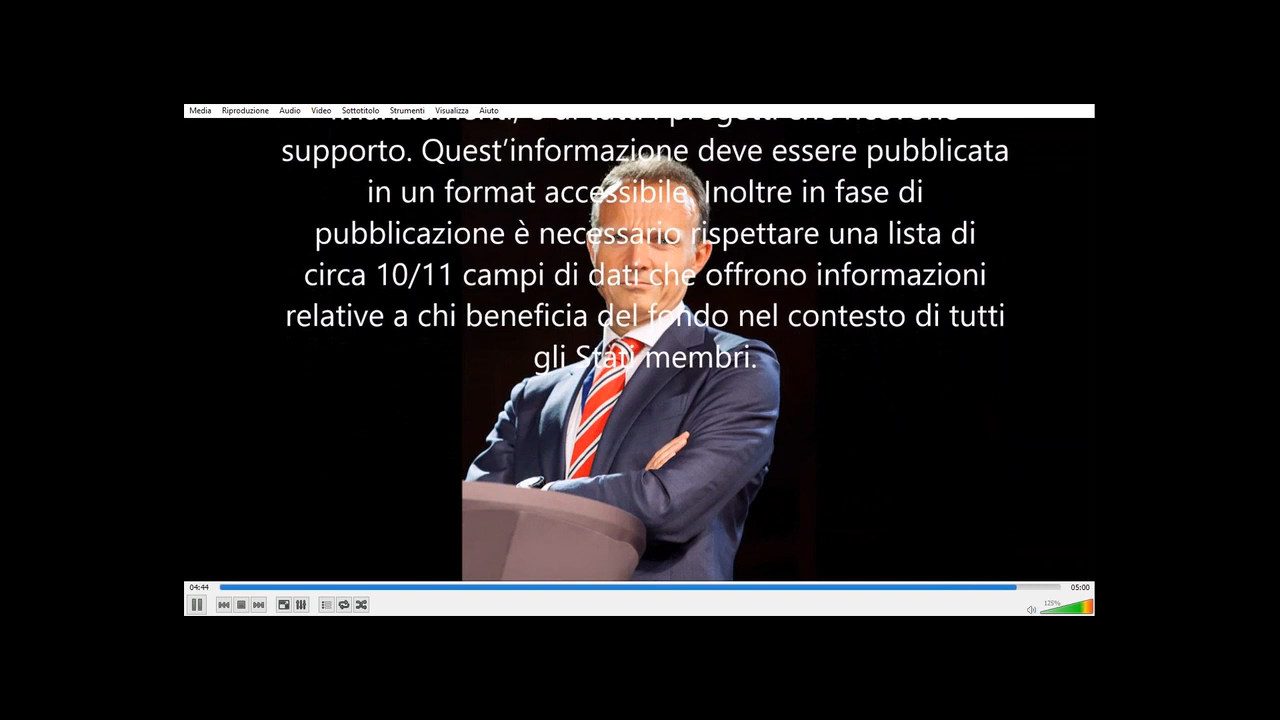 Media Riproduzione Audio Video Sottotitolo Strumenti Visualizza Aiuto
supporto. Quest'informazione deve essere pubblicata
in un format accessibile. Inoltre in fase di
pubblicazione è necessario rispettare una lista di
circa 10/11 campi di dati che offrono informazioni
relative a chi beneficia del fondo nel contesto di tutti
gli Stati membri.
04:44 05:00
125%